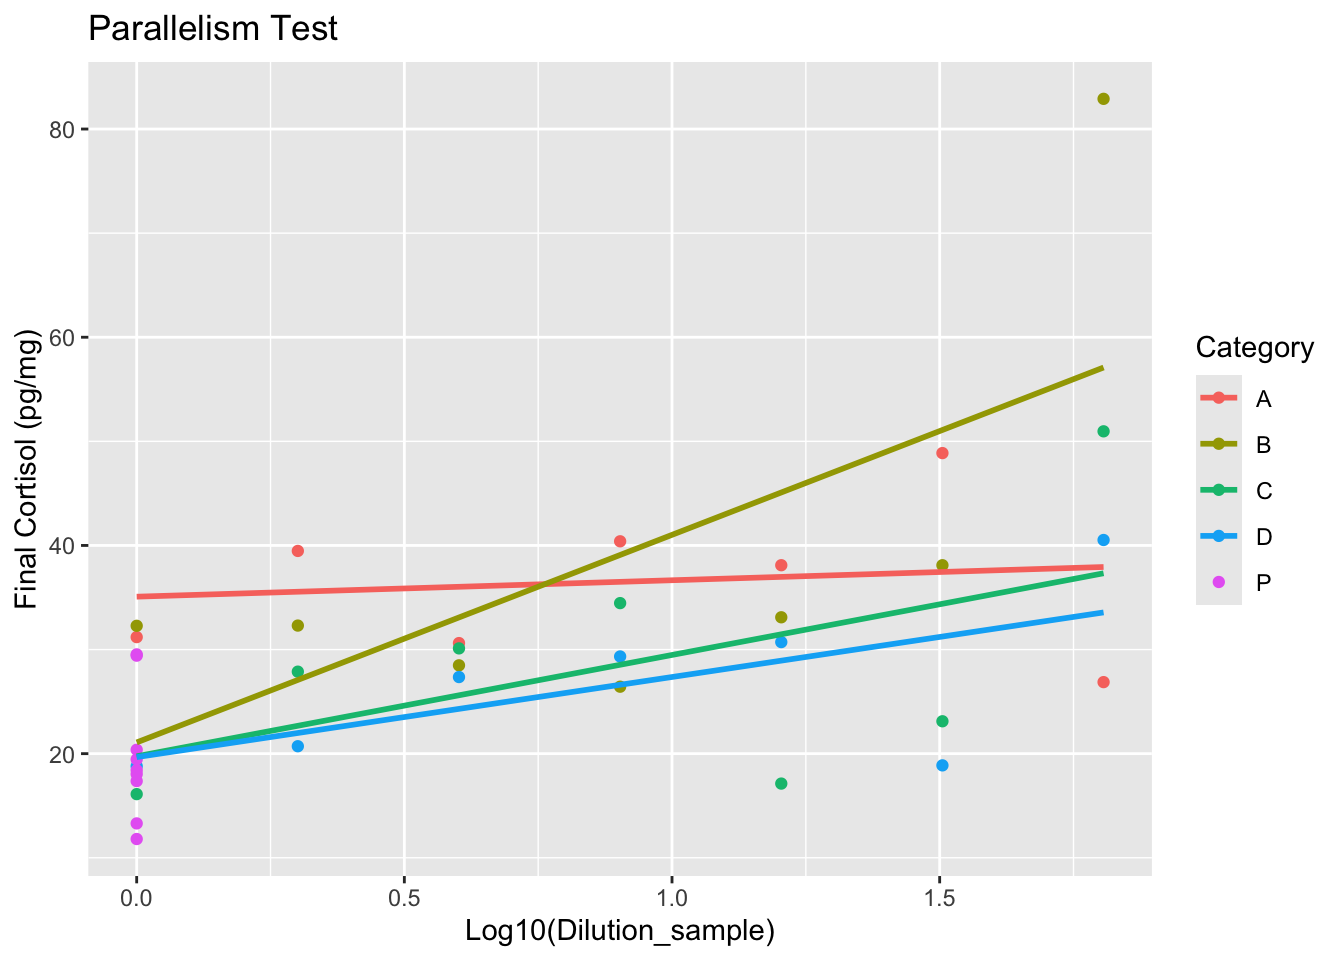 Parallelism Test
80
60
40
20
Final Cortisol (pg/mg)
0.0 0.5 1.0 1.5
Log10(Dilution_sample)
Category
A
B
C
D
P